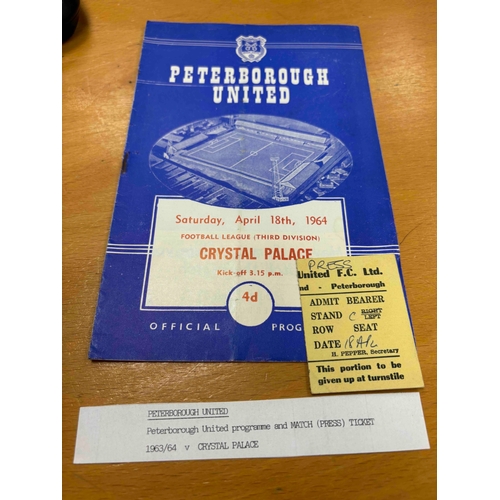 PETERBOROUGH
UNITED
Saturday, April 18th, 1964
FOOTBALL LEAGUE (THIRD DIVISION)
CRYSTAL PALACE
Kick-off 3.15 p.m.
4d
OFFICIAL PROG
PRESS
United F.C. Ltd.
nd - Peterborough
ADMIT BEARER
STAND C RIGHT
LEFT
ROW SEAT
DATE 18 Apl
H. PEPPER, Secretary
This portion to be
given up at turnstile
PETERBOROUGH UNITED
Peterborough United programme and MATCH (PRESS) TICKET
1963/64 v CRYSTAL PALACE